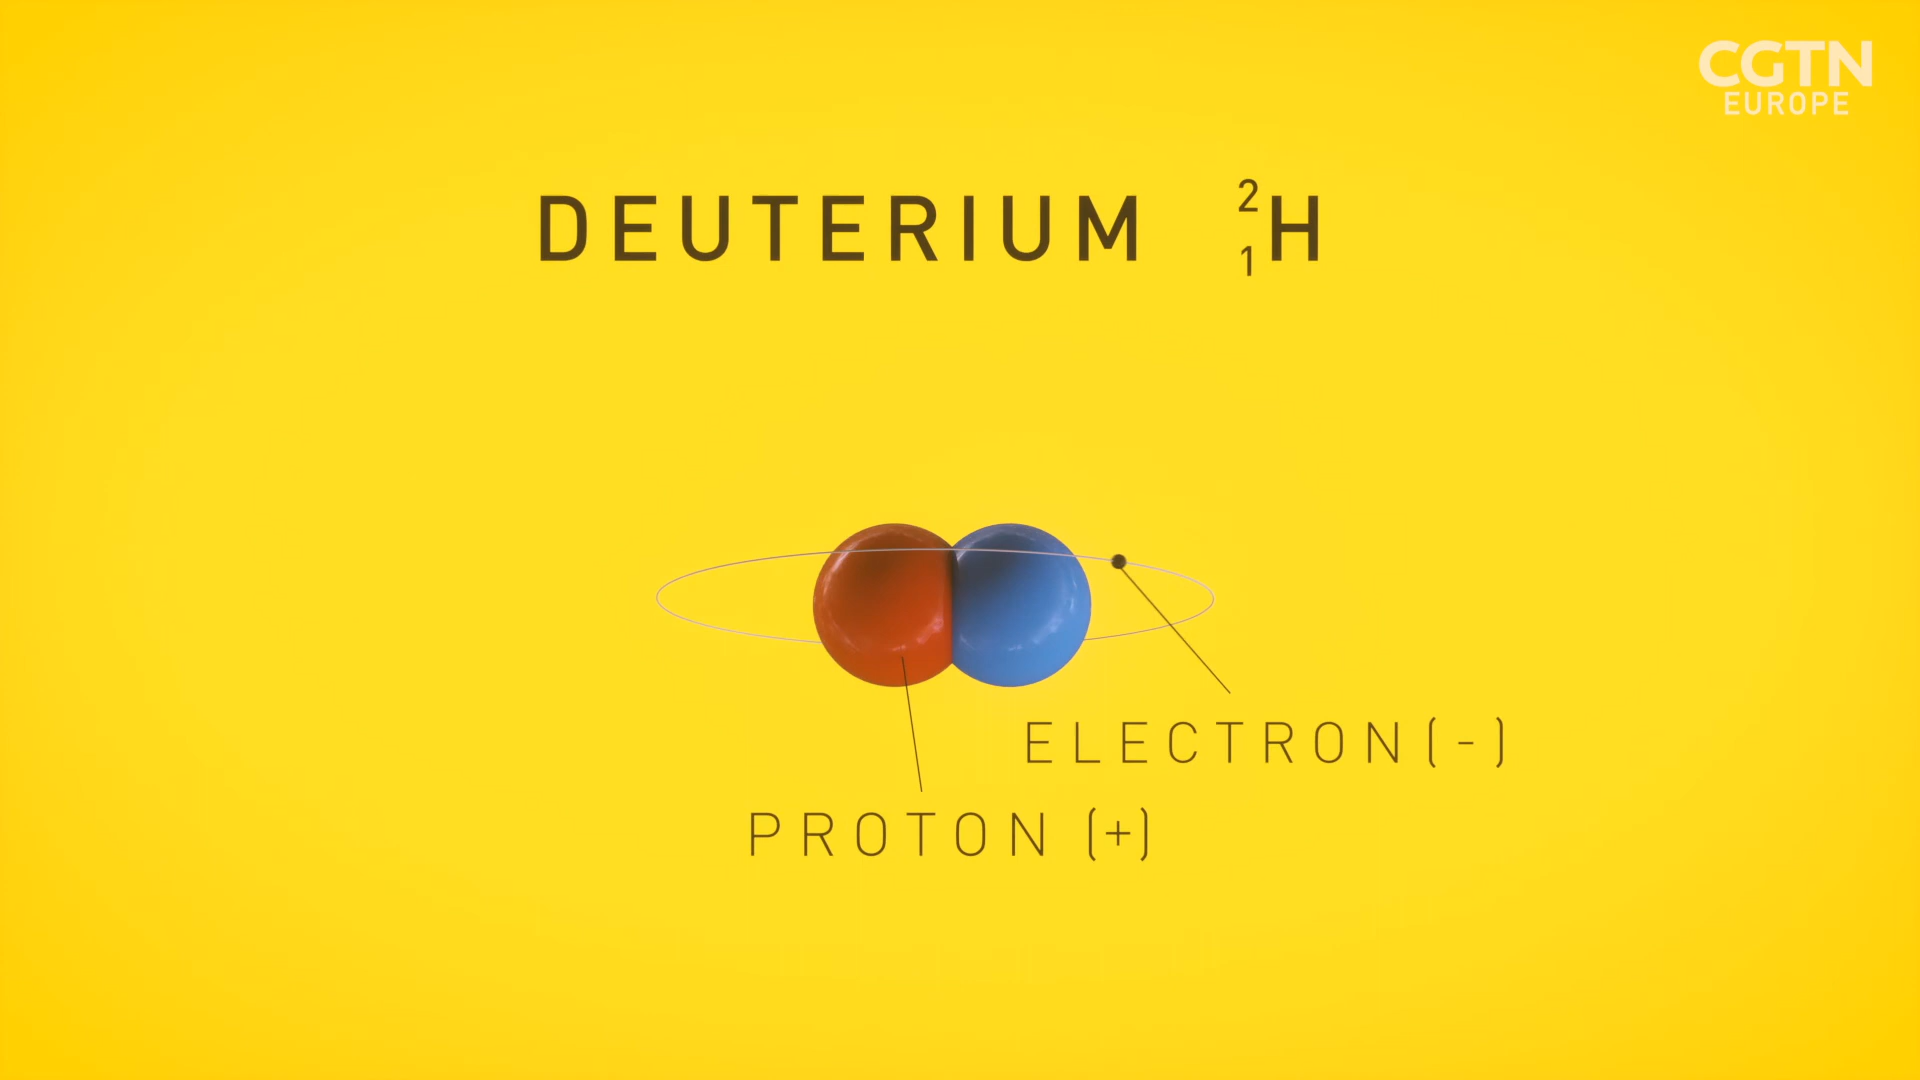 CGTN
EUROPE
DEUTERIUM ²₁H
ELECTRON(-)
PROTON (+)